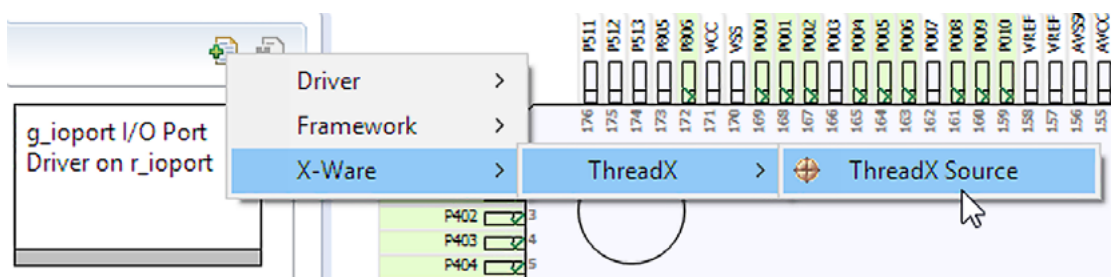 P511
P512
P513
P805
P806
VCC
VSS
P000
P001
P002
P003
P004
P005
P006
P007
P008
P009
P010
VREF
VREF
AVSS
AVCC
176
175
174
173
172
171
170
169
168
167
166
165
164
163
162
161
160
159
158
157
156
155
Driver >
Framework >
X-Ware >
ThreadX >
ThreadX Source
g_ioport I/O Port
Driver on r_ioport
P402 3
P403 4
P404 5